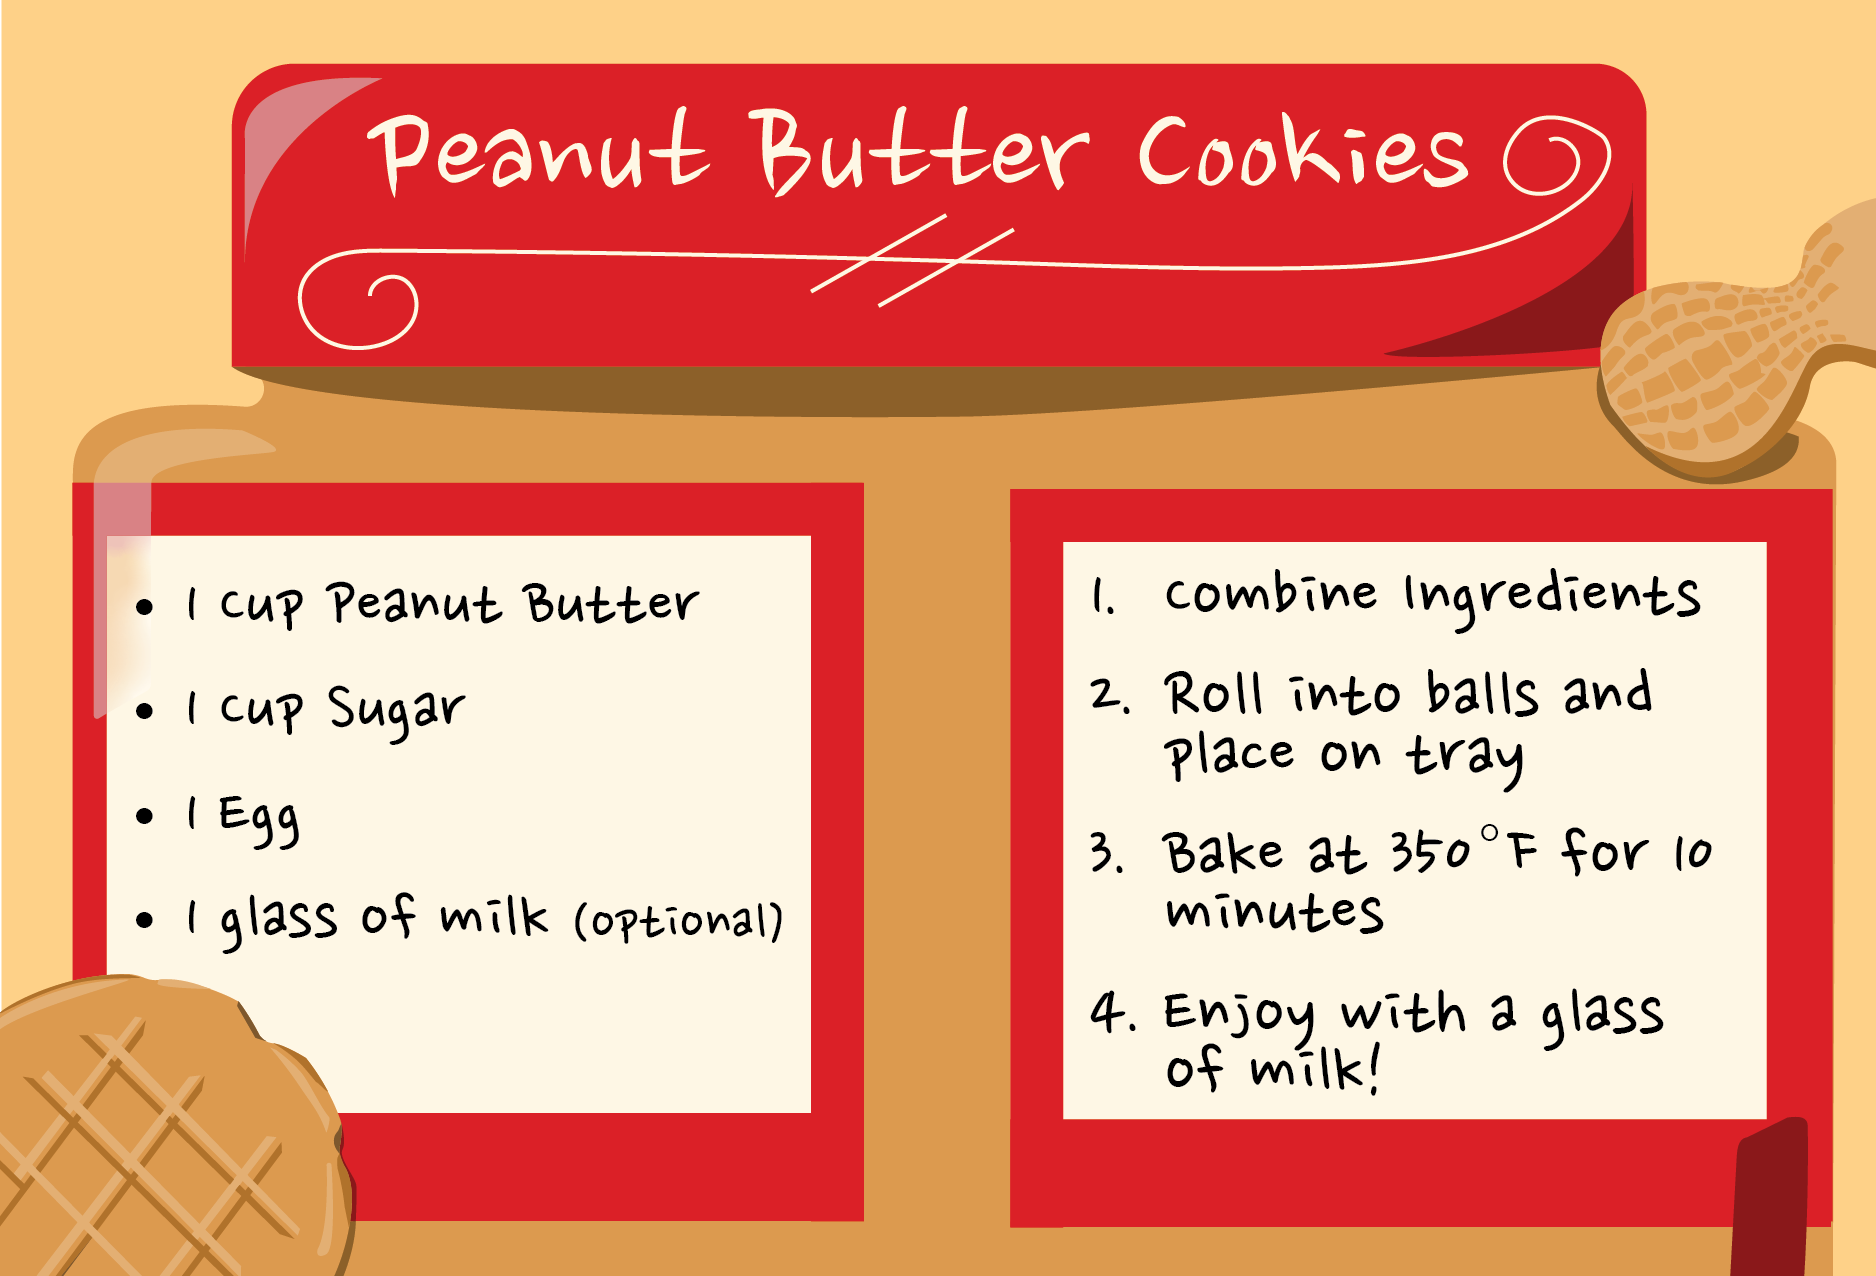 Peanut Butter Cookies
• 1 cup Peanut Butter
• 1 cup Sugar
• 1 Egg
• 1 glass of milk (optional)
1. Combine Ingredients
2. Roll into balls and
place on tray
3. Bake at 350°F for 10
minutes
4. Enjoy with a glass
of milk!